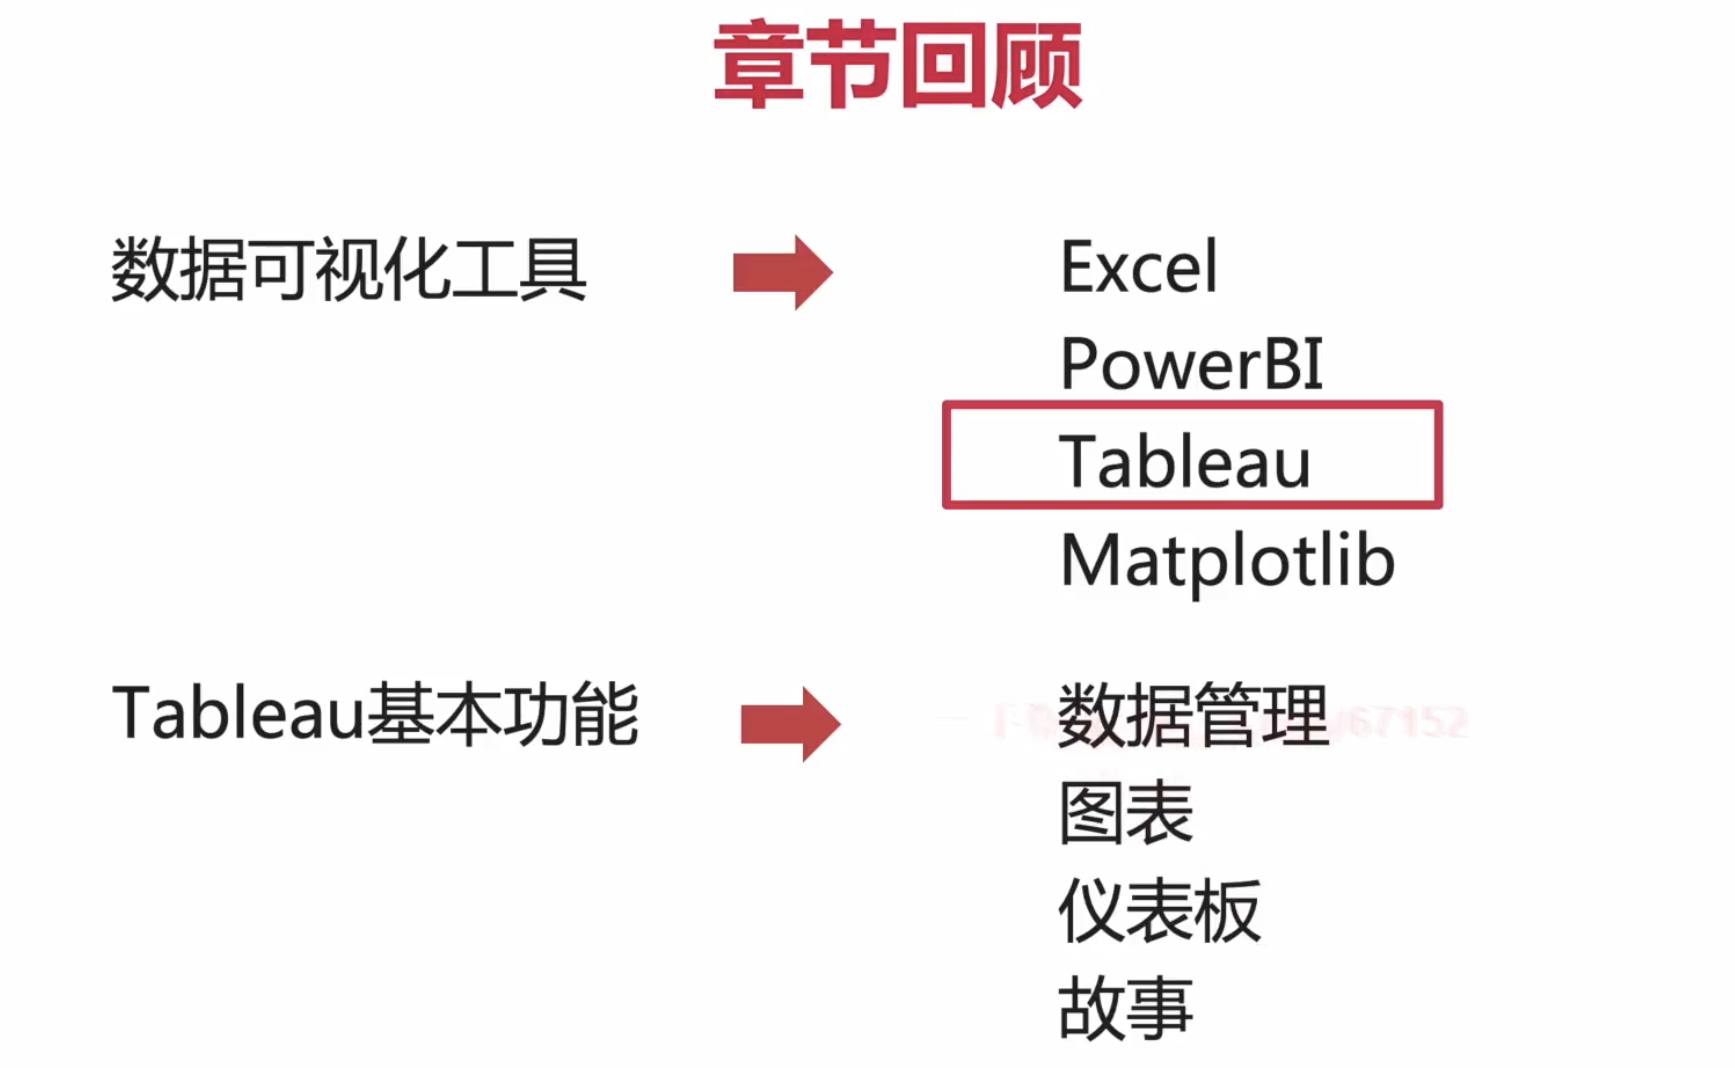 章节回顾
数据可视化工具
Excel
PowerBI
Tableau
Matplotlib
Tableau基本功能
数据管理
图表
仪表板
故事